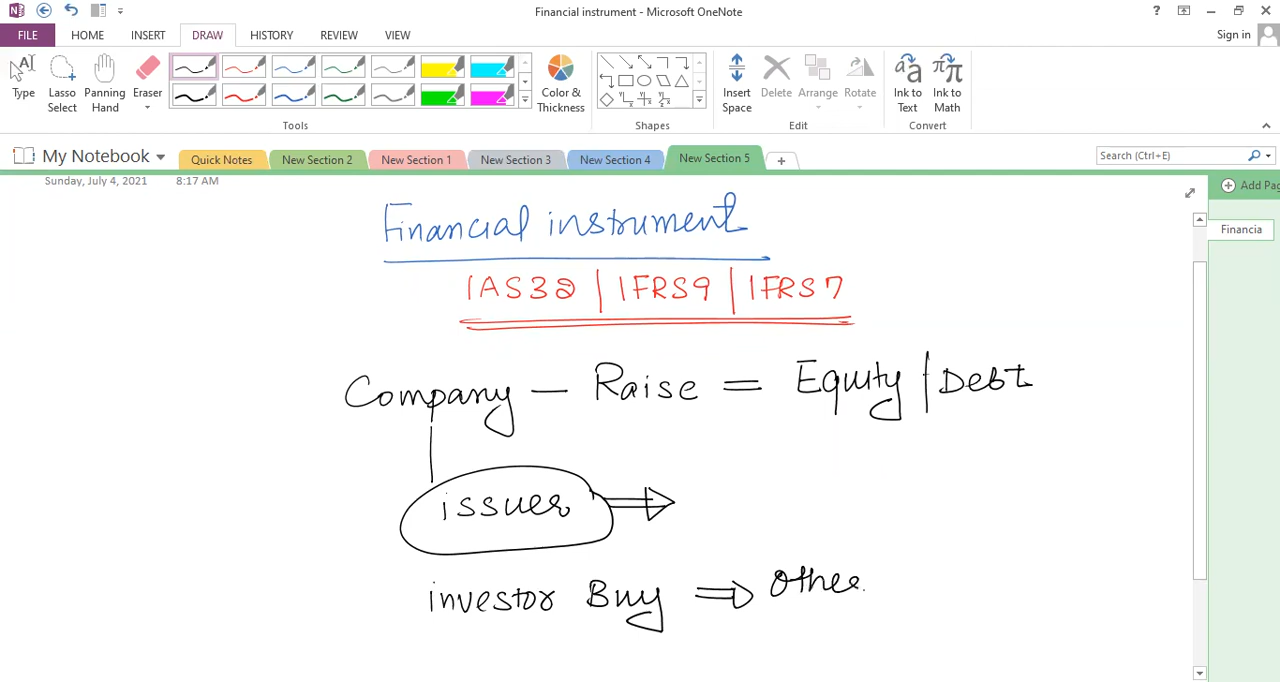 Financial instrument - Microsoft OneNote
?
FILE HOME INSERT DRAW HISTORY REVIEW VIEW
Sign in
Type
Lasso Select
Panning Hand
Eraser
Color & Thickness
Insert Space
Delete
Arrange
Rotate
Ink to Text
Ink to Math
Tools Shapes Edit Convert
My Notebook Quick Notes New Section 2 New Section 1 New Section 3 New Section 4 New Section 5
Search (Ctrl+E)
Sunday, July 4, 2021 8:17 AM
Add Pag
Financia
Financial instrument
IAS32 | IFRS9 | IFRS7
Company - Raise = Equity | Debt
issuer
investor Buy ⇒ Other